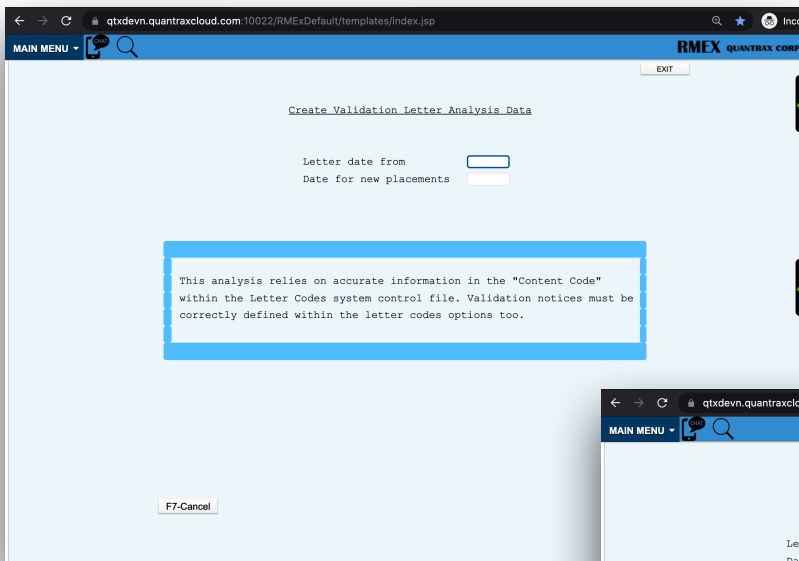 qtxdevn.quantraxcloud.com:10022/RMExDefault/templates/index.jsp
Inco
MAIN MENU
CHAT
RMEX QUANTRAX CORP
EXIT
Create Validation Letter Analysis Data
Letter date from
Date for new placements
This analysis relies on accurate information in the "Content Code"
within the Letter Codes system control file. Validation notices must be
correctly defined within the letter codes options too.
F7-Cancel
qtxdevn.quantraxclo
MAIN MENU
CHAT
Le